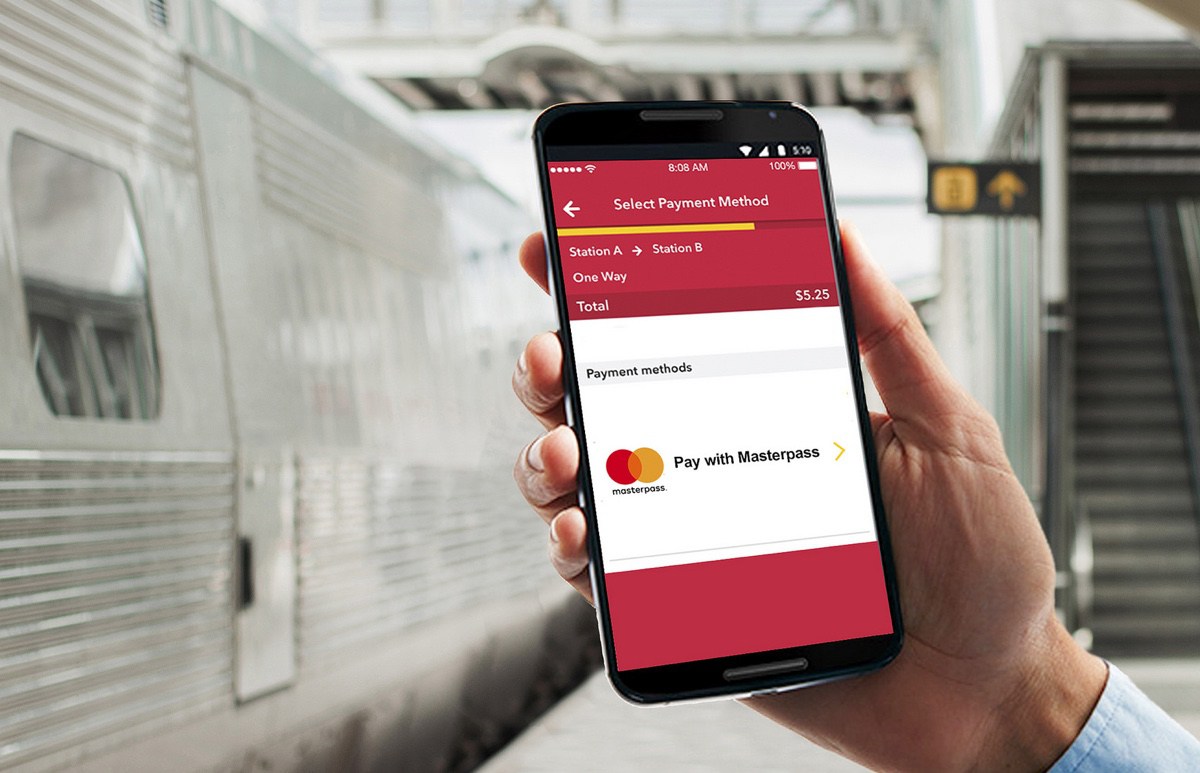 5:10
8:08 AM 100%
Select Payment Method
Station A → Station B
One Way
Total $5.25
Payment methods
Pay with Masterpass
masterpass.